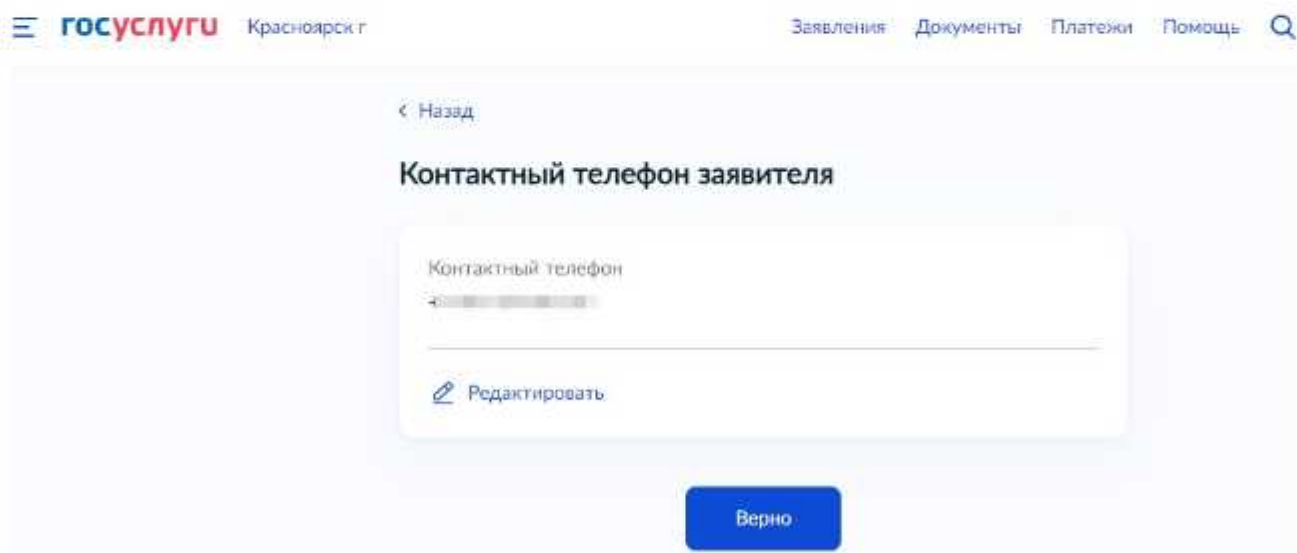 госуслуги Красноярск г Заявления Документы Платежи Помощь
Назад
Контактный телефон заявителя
Контактный телефон
Редактировать
Верно